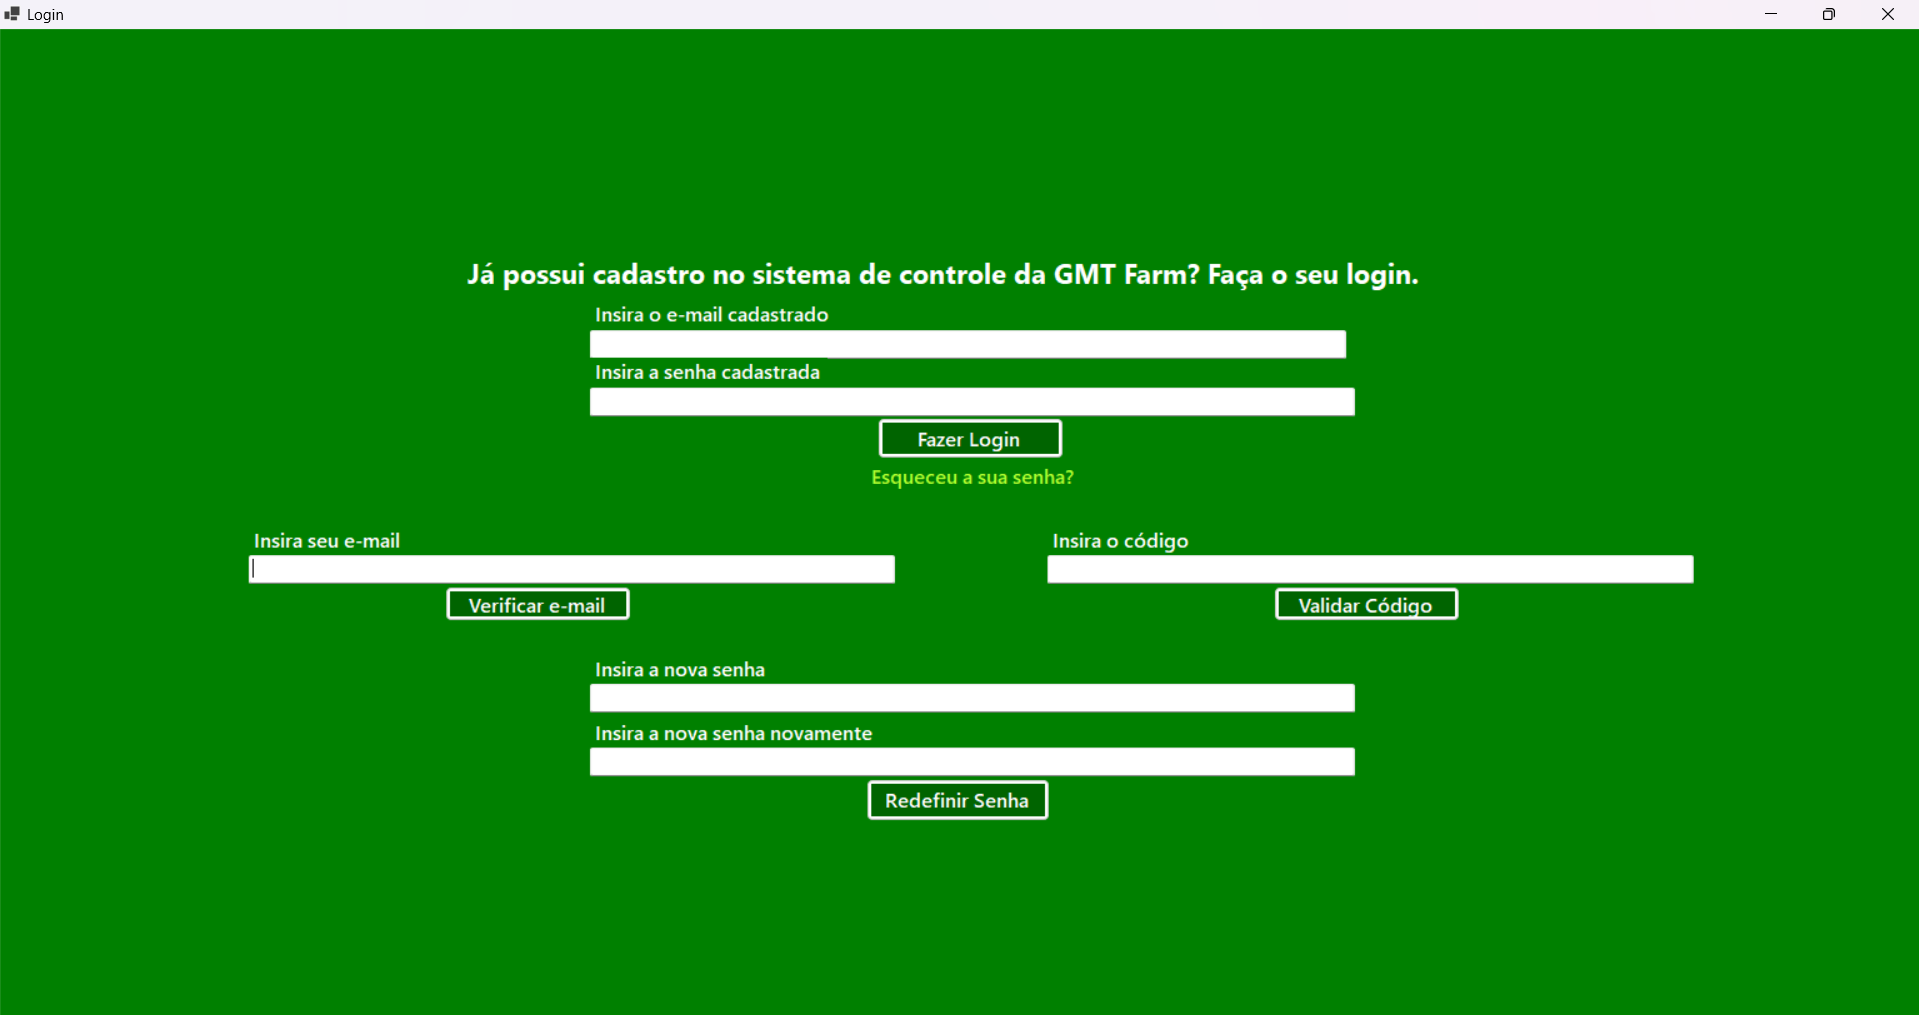 Login
Já possui cadastro no sistema de controle da GMT Farm? Faça o seu login.
Insira o e-mail cadastrado
Insira a senha cadastrada
Fazer Login
Esqueceu a sua senha?
Insira seu e-mail
Verificar e-mail
Insira o código
Validar Código
Insira a nova senha
Insira a nova senha novamente
Redefinir Senha